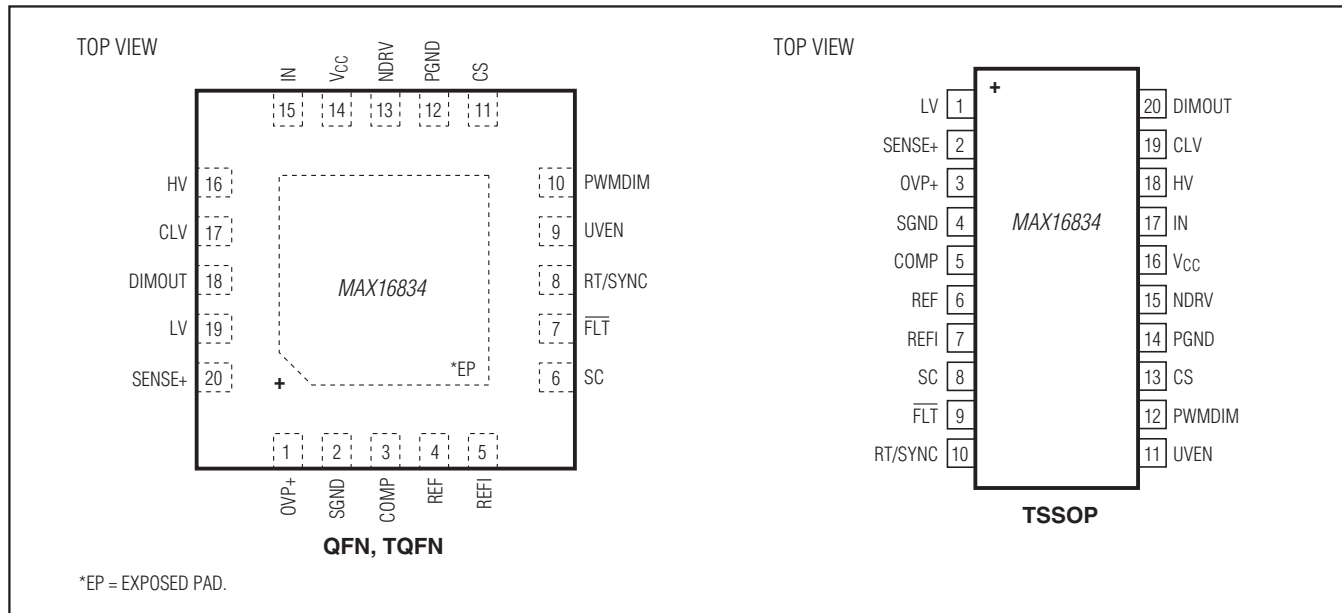 TOP VIEW
IN
VCC
NDRV
PGND
CS
15
14
13
12
11
HV 16
CLV 17
DIMOUT 18
LV 19
SENSE+ 20
10 PWMDIM
9 UVEN
8 RT/SYNC
7 FLT
6 SC
MAX16834
*EP
+
1
2
3
4
5
OVP+
SGND
COMP
REF
REFI
QFN, TQFN
*EP = EXPOSED PAD.
TOP VIEW
+
LV 1
SENSE+ 2
OVP+ 3
SGND 4
COMP 5
REF 6
REFI 7
SC 8
FLT 9
RT/SYNC 10
MAX16834
20 DIMOUT
19 CLV
18 HV
17 IN
16 VCC
15 NDRV
14 PGND
13 CS
12 PWMDIM
11 UVEN
TSSOP